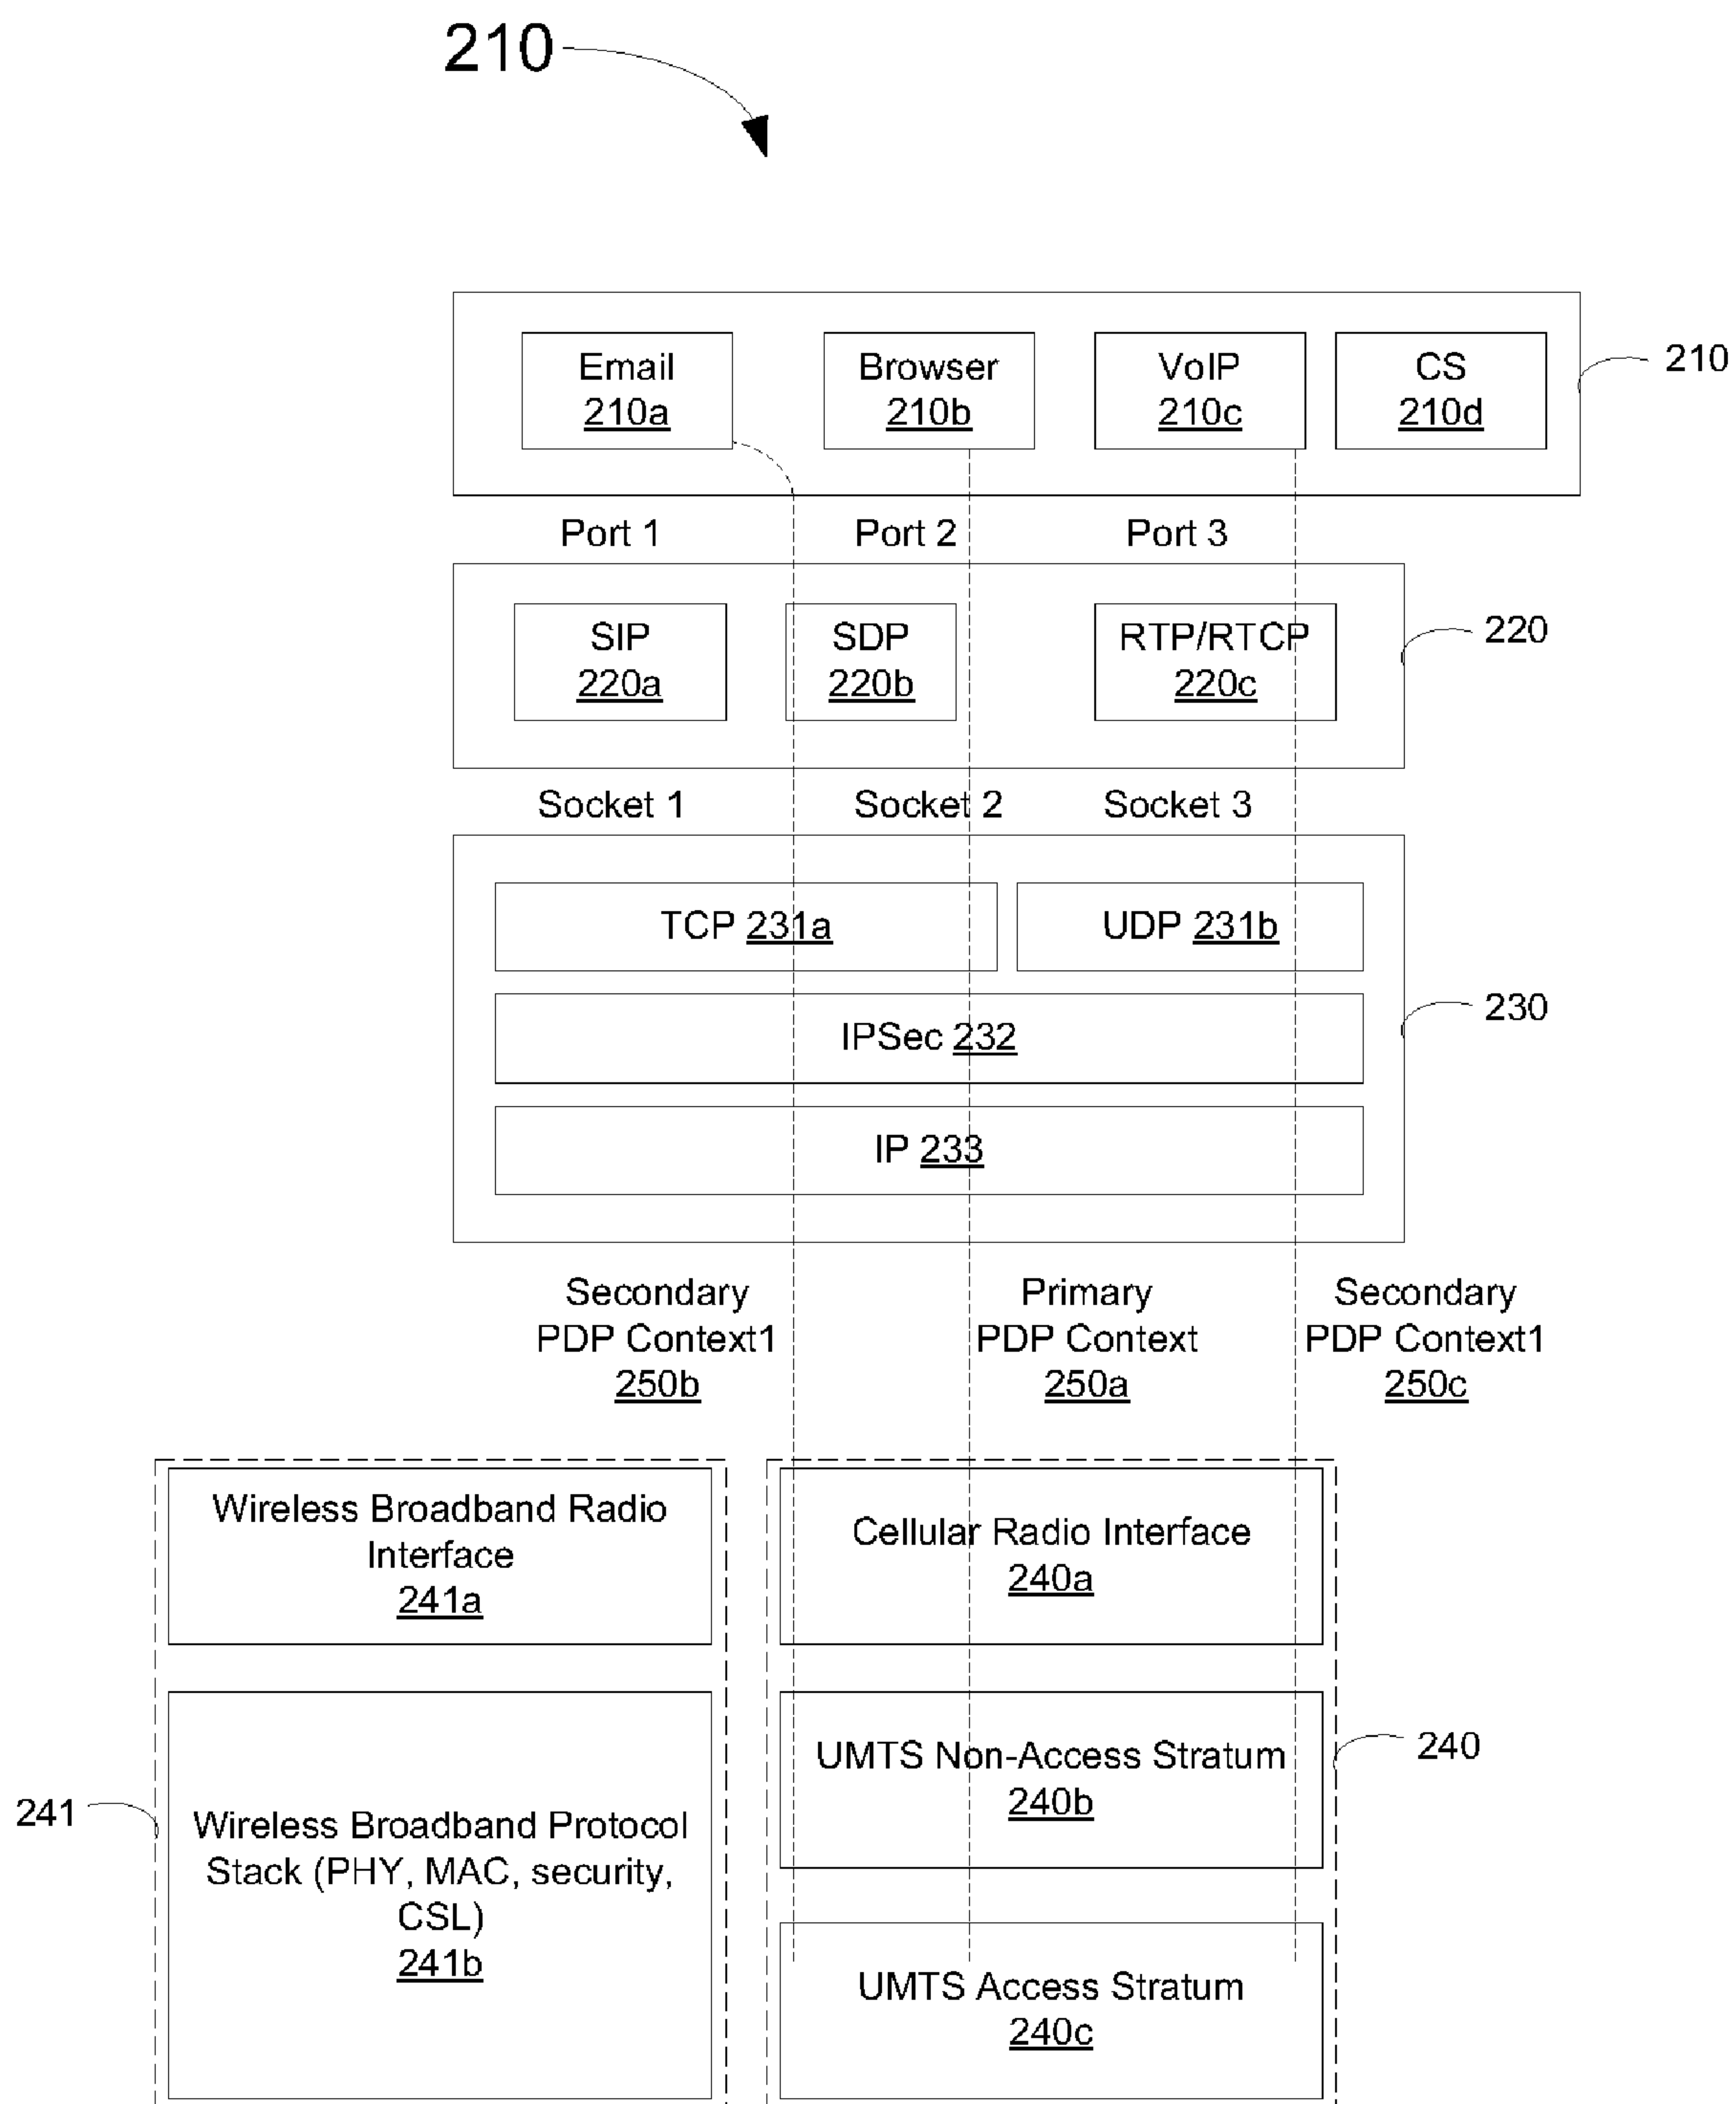 210
Email
210a
Browser
210b
VoIP
210c
CS
210d
210
Port 1
Port 2
Port 3
SIP
220a
SDP
220b
RTP/RTCP
220c
220
Socket 1
Socket 2
Socket 3
TCP 231a
UDP 231b
IPSec 232
IP 233
230
Secondary
PDP Context1
250b
Primary
PDP Context
250a
Secondary
PDP Context1
250c
Wireless Broadband Radio
Interface
241a
Cellular Radio Interface
240a
UMTS Non-Access Stratum
240b
240
241
Wireless Broadband Protocol
Stack (PHY, MAC, security,
CSL)
241b
UMTS Access Stratum
240c